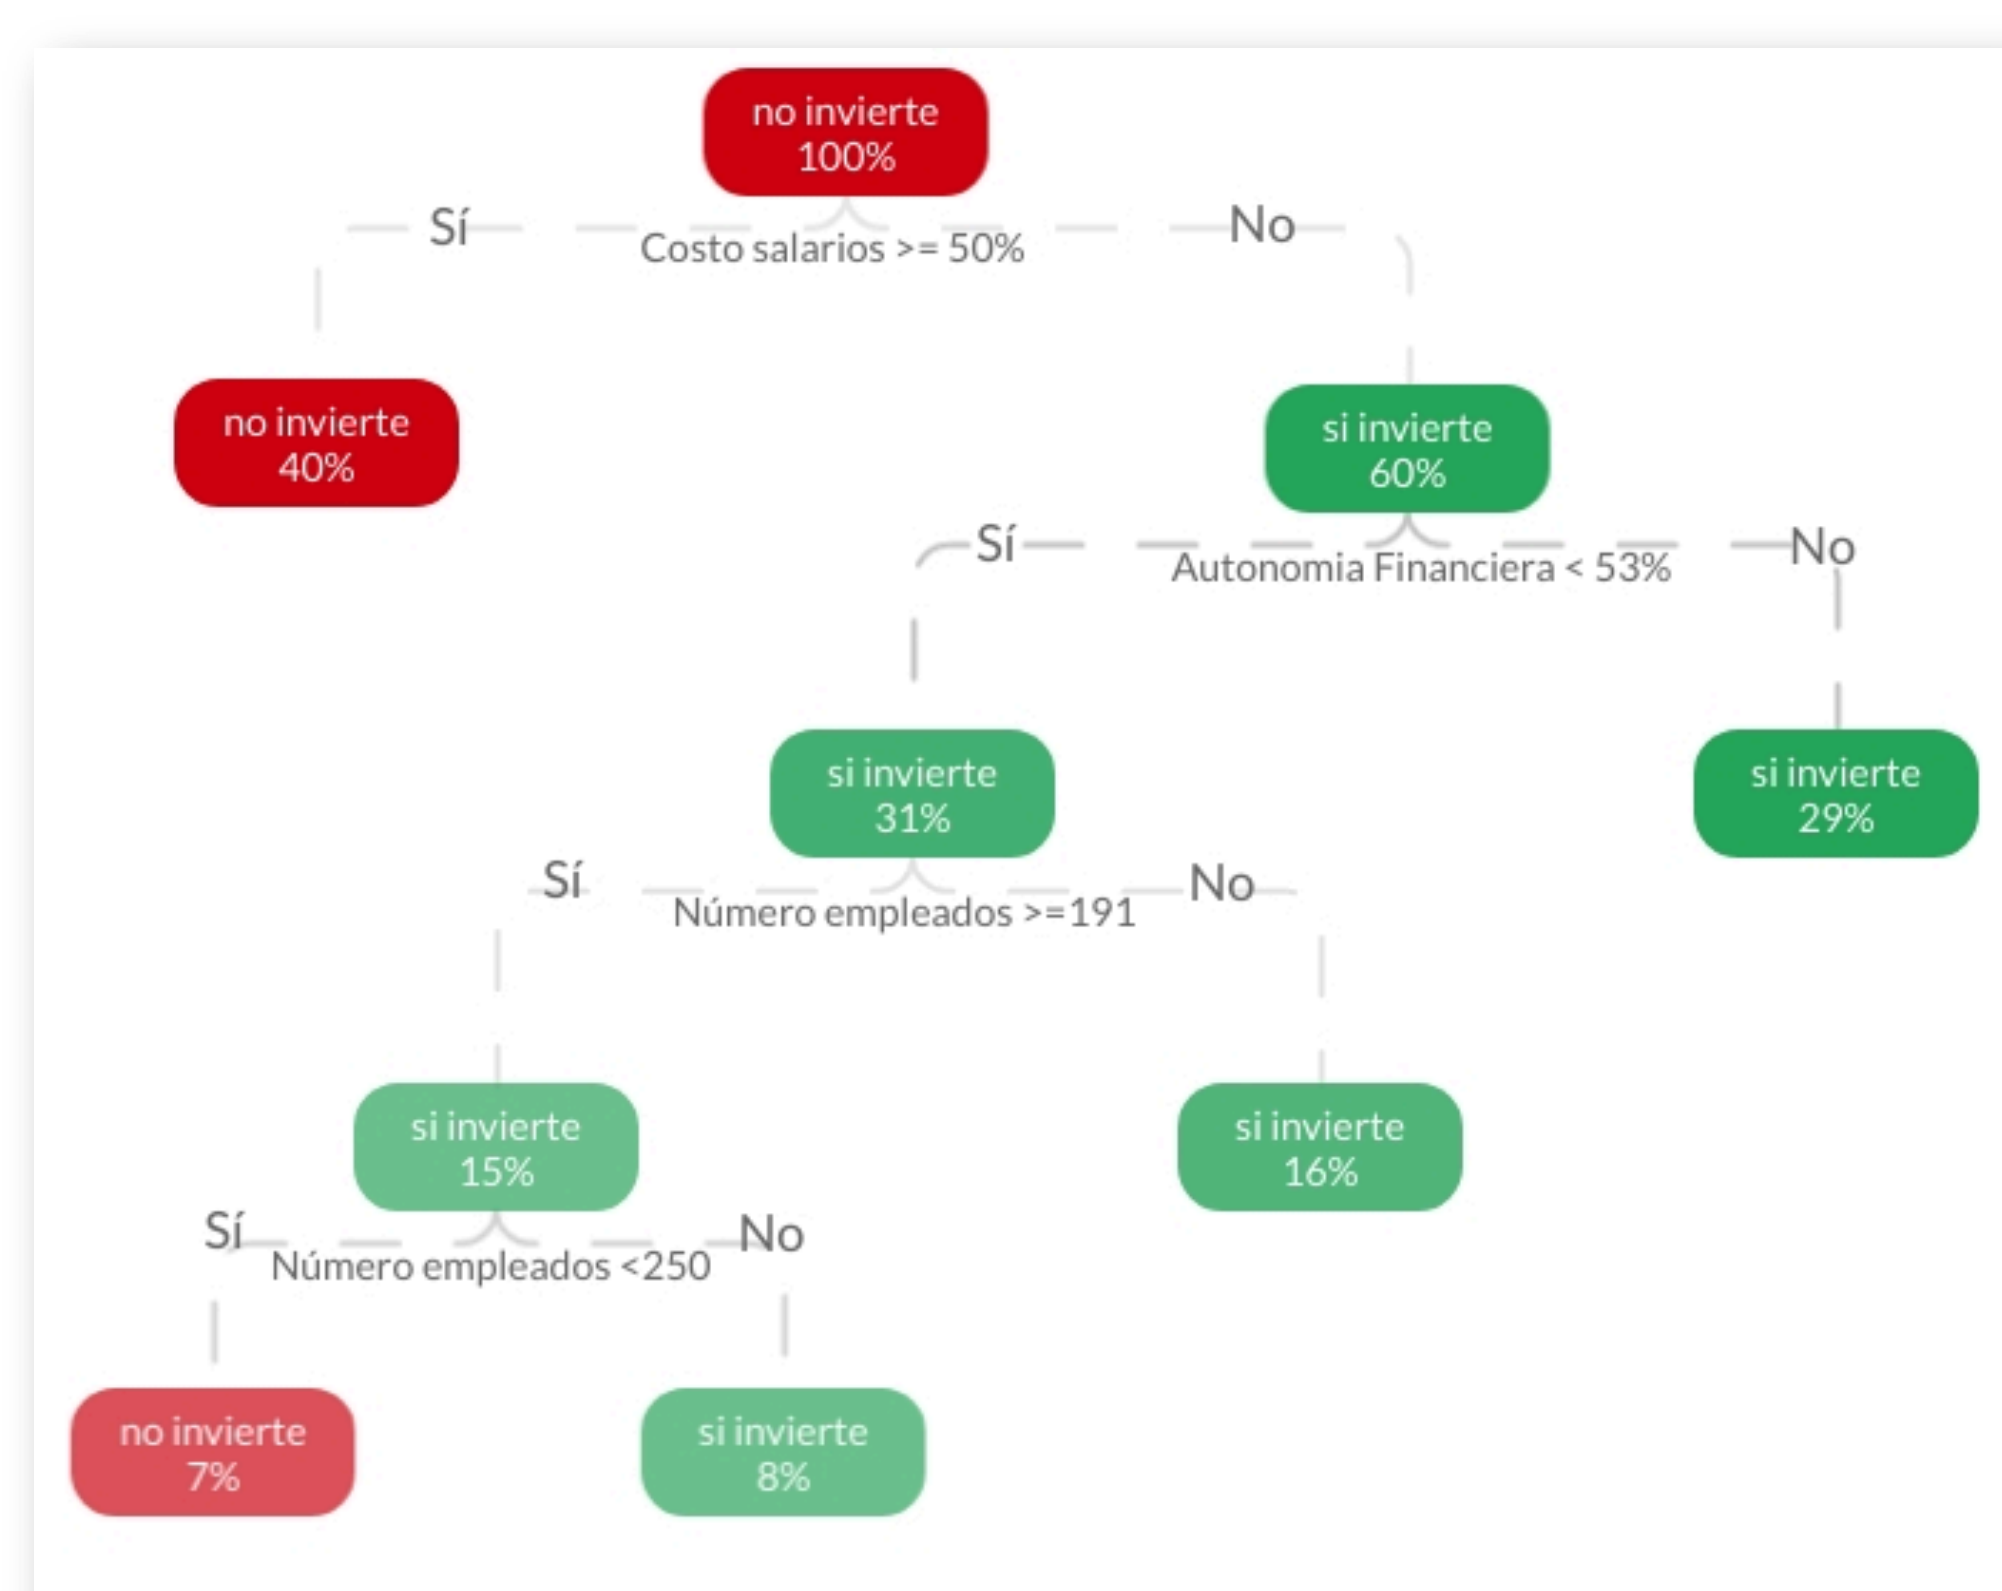 no invierte
100%
Sí
No
Costo salarios >= 50%
no invierte
40%
si invierte
60%
Sí
No
Autonomia Financiera < 53%
si invierte
31%
si invierte
29%
Sí
No
Número empleados >=191
si invierte
15%
si invierte
16%
Sí
No
Número empleados <250
no invierte
7%
si invierte
8%